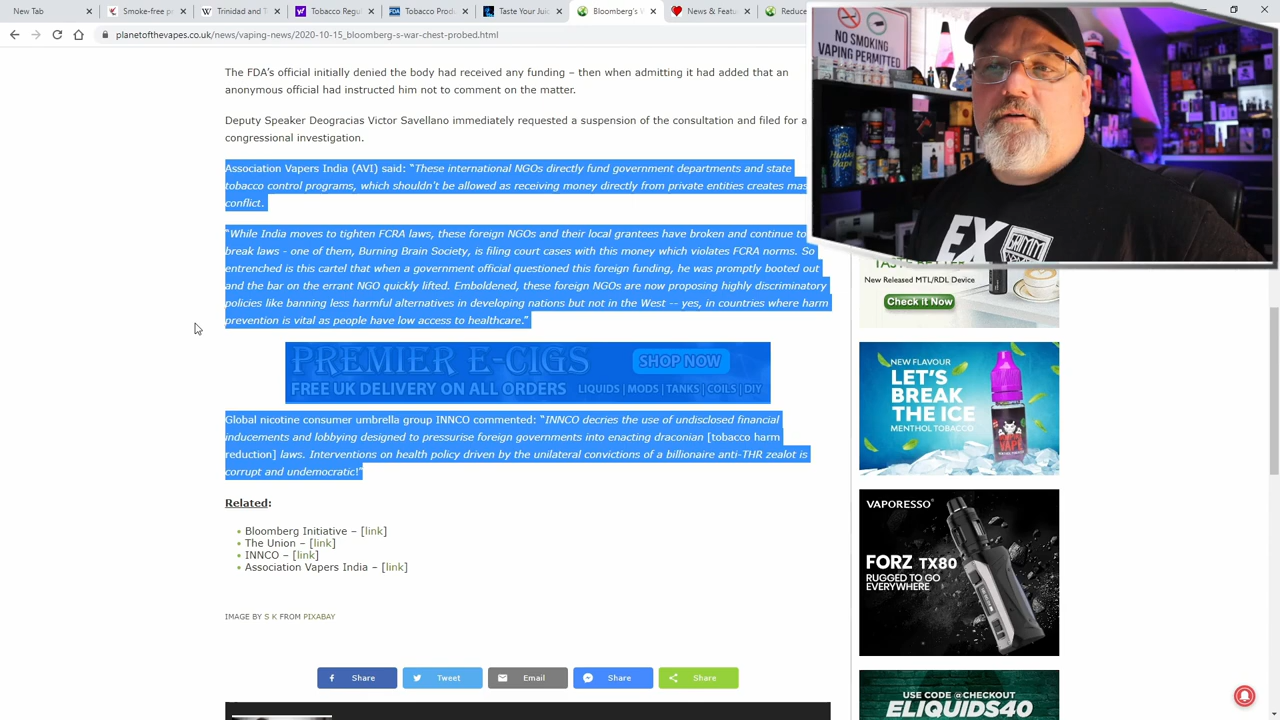 New Tab
Smoke-free p
Trinidad and T
Tobacco Regu
Tobacco Prod
Taste Your Juic
Bloomberg's
News & Featu
Reduc
planetofthevapes.co.uk/news/vaping-news/2020-10-15_bloomberg-s-war-chest-probed.html
NO SMOKING
VAPING PERMITTED
The FDA's official initially denied the body had received any funding – then when admitting it had added that an
anonymous official had instructed him not to comment on the matter.
Deputy Speaker Deogracias Victor Savellano immediately requested a suspension of the consultation and filed for a
congressional investigation.
Association Vapers India (AVI) said: “These international NGOs directly fund government departments and state
tobacco control programs, which shouldn't be allowed as receiving money directly from private entities creates mas
conflict.
“While India moves to tighten FCRA laws, these foreign NGOs and their local grantees have broken and continue to
break laws - one of them, Burning Brain Society, is filing court cases with this money which violates FCRA norms. So
entrenched is this cartel that when a government official questioned this foreign funding, he was promptly booted out
and the bar on the errant NGO quickly lifted. Emboldened, these foreign NGOs are now proposing highly discriminatory
policies like banning less harmful alternatives in developing nations but not in the West -- yes, in countries where harm
prevention is vital as people have low access to healthcare.”
PREMIER E-CIGS
SHOP NOW
FREE UK DELIVERY ON ALL ORDERS LIQUIDS | MODS | TANKS | COILS | DIY
Global nicotine consumer umbrella group INNCO commented: “INNCO decries the use of undisclosed financial
inducements and lobbying designed to pressurise foreign governments into enacting draconian [tobacco harm
reduction] laws. Interventions on health policy driven by the unilateral convictions of a billionaire anti-THR zealot is
corrupt and undemocratic!”
Related:
Bloomberg Initiative – [link]
The Union – [link]
INNCO – [link]
Association Vapers India – [link]
IMAGE BY S K FROM PIXABAY
Share
Tweet
Email
Share
Share
EX
New Released MTL/RDL Device
Check it Now
NEW FLAVOUR
LET'S
BREAK
THE ICE
MENTHOL TOBACCO
VAPORESSO
FORZ TX80
RUGGED TO GO
EVERYWHERE
USE CODE @CHECKOUT
ELIQUIDS40